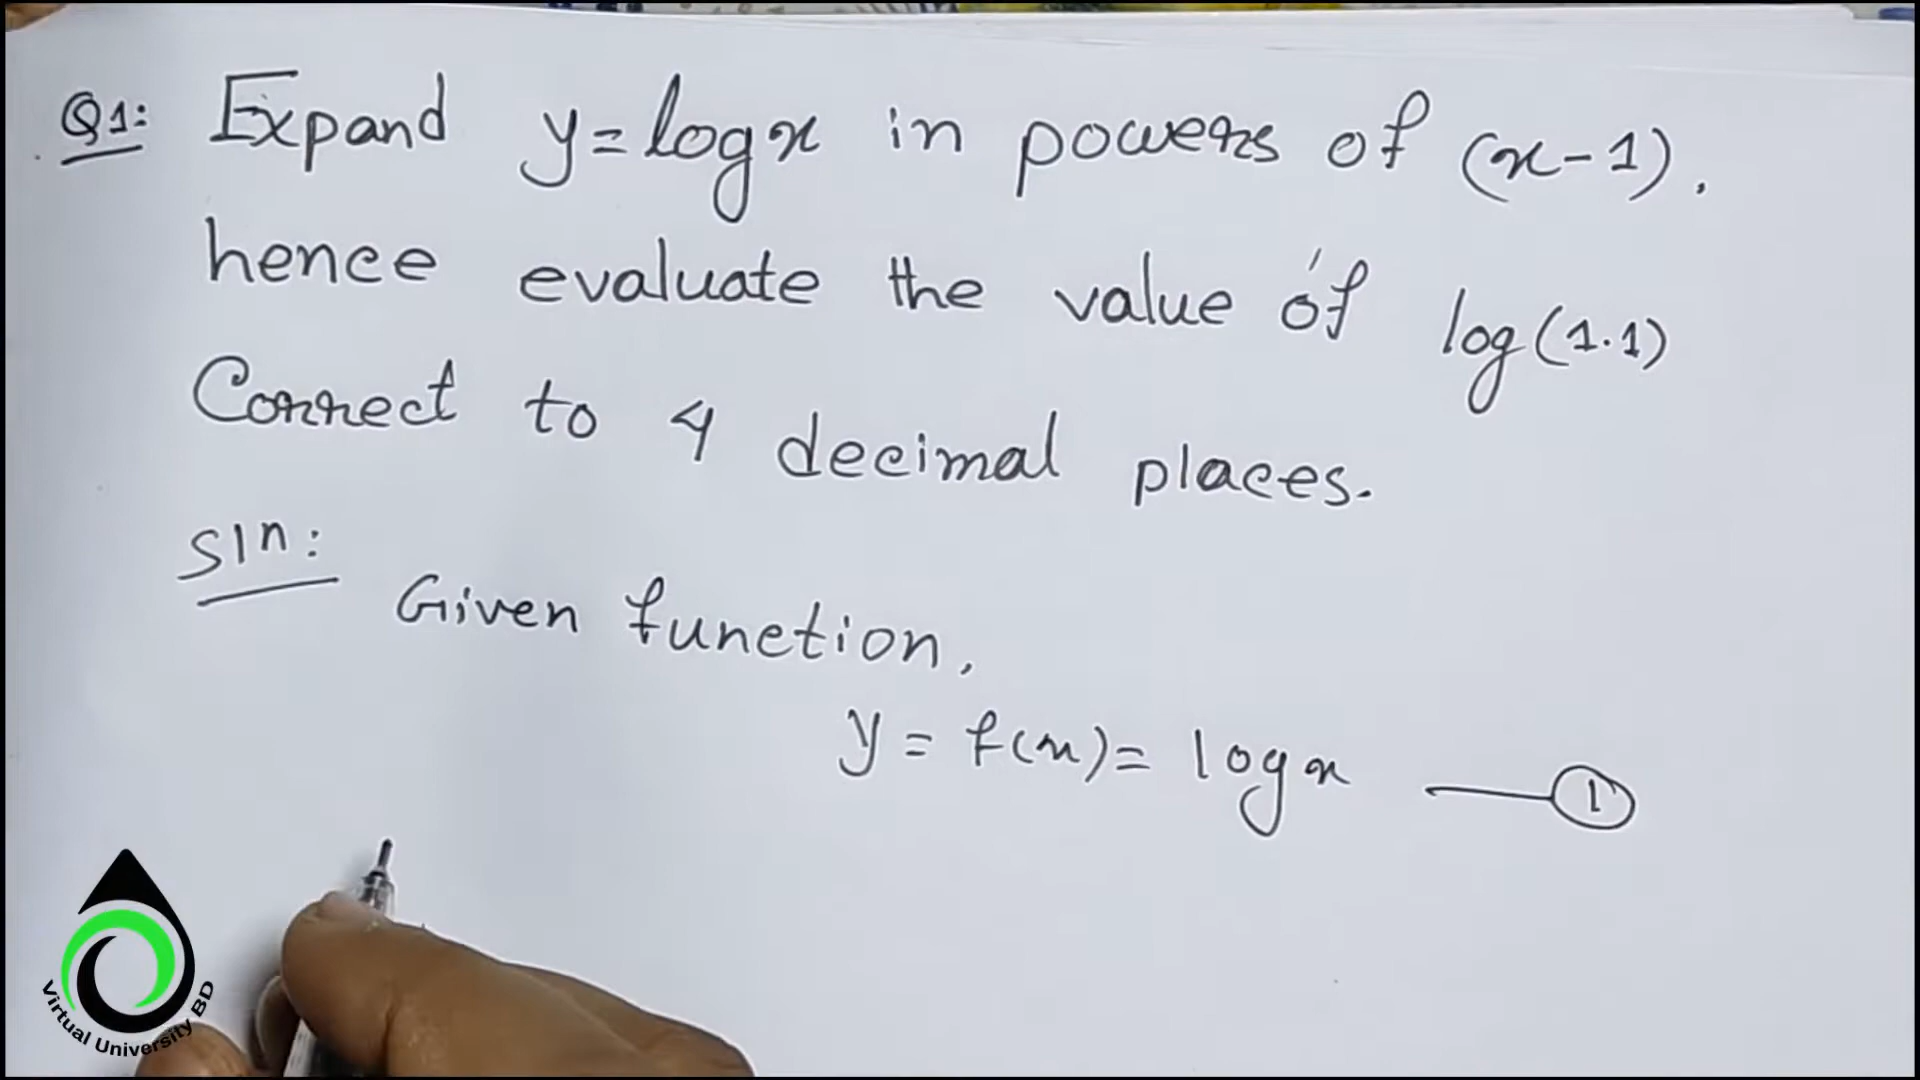 Q1: Expand y=logx in powers of (x-1).
hence evaluate the value of log(1.1)
Correct to 4 decimal places.
Sln:
Given function,
y = f(x) = logx —①
Virtual University BD